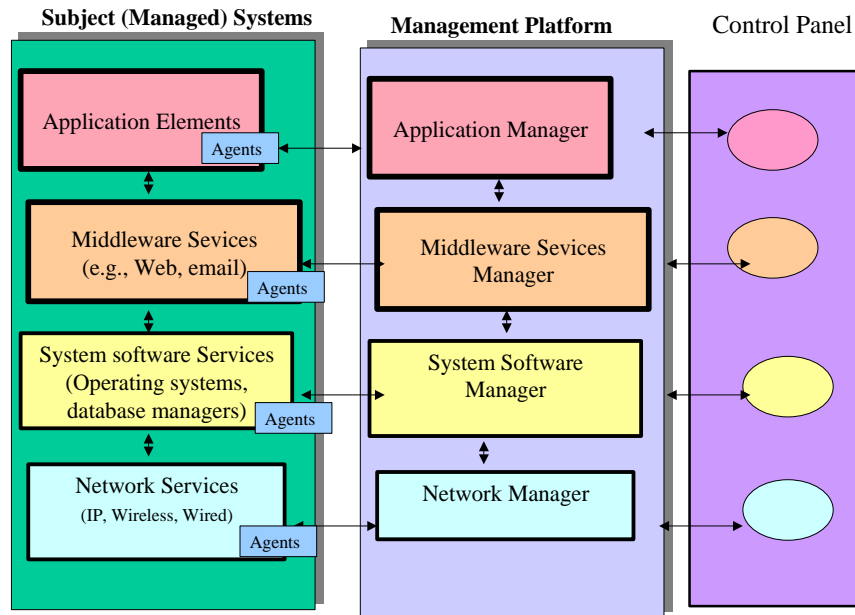 Subject (Managed) Systems
Management Platform
Control Panel
Application Elements
Agents
Application Manager
Middleware Sevices
(e.g., Web, email)
Agents
Middleware Sevices
Manager
System software Services
(Operating systems,
database managers)
Agents
System Software
Manager
Network Services
(IP, Wireless, Wired)
Agents
Network Manager